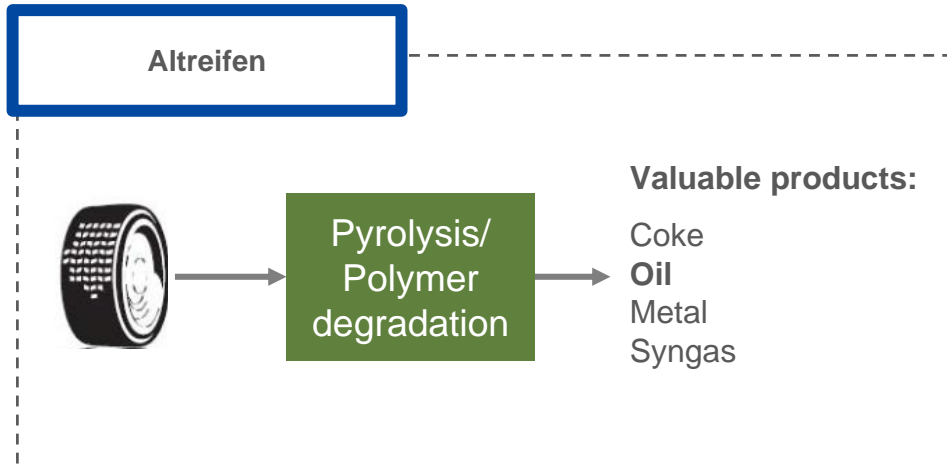 Altreifen
Valuable products:
Pyrolysis/
Polymer
degradation
Coke
Oil
Metal
Syngas